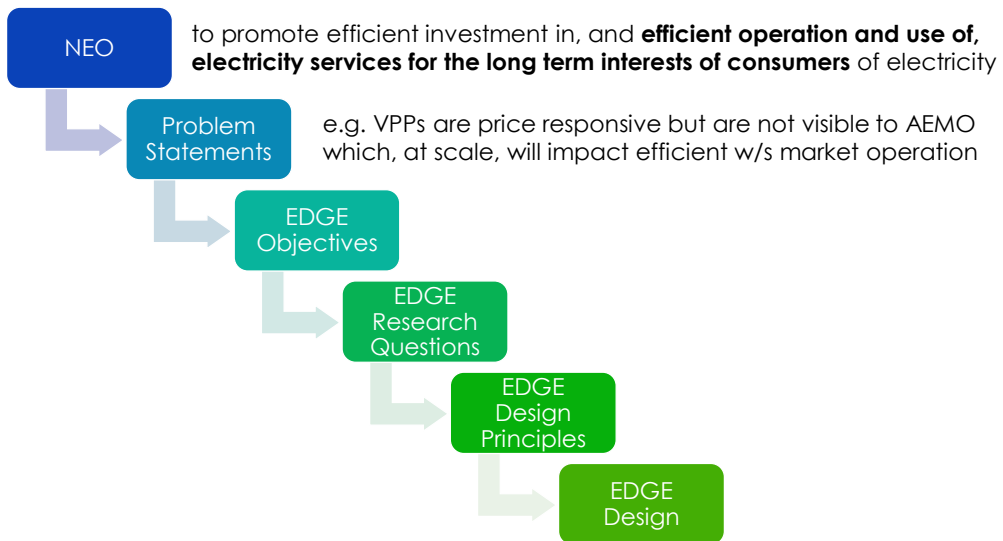 NEO
to promote efficient investment in, and efficient operation and use of,
electricity services for the long term interests of consumers of electricity
Problem
Statements
e.g. VPPs are price responsive but are not visible to AEMO
which, at scale, will impact efficient w/s market operation
EDGE
Objectives
EDGE
Research
Questions
EDGE
Design
Principles
EDGE
Design